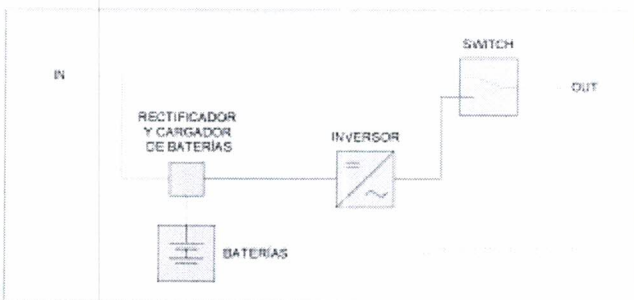 SWITCH
IN
OUT
RECTIFICADOR
Y CARGADOR
DE BATERÍAS
INVERSOR
BATERÍAS